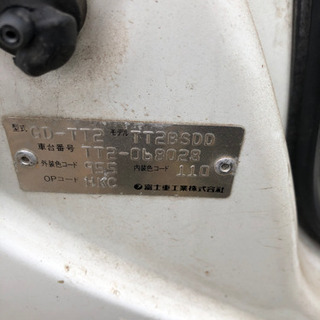 型式 GD-TT2 モデル TT2BSDD
車台番号 TT2-068028
外装色コード 内装色コード 110
OPコード HKC
富士重工業株式会社